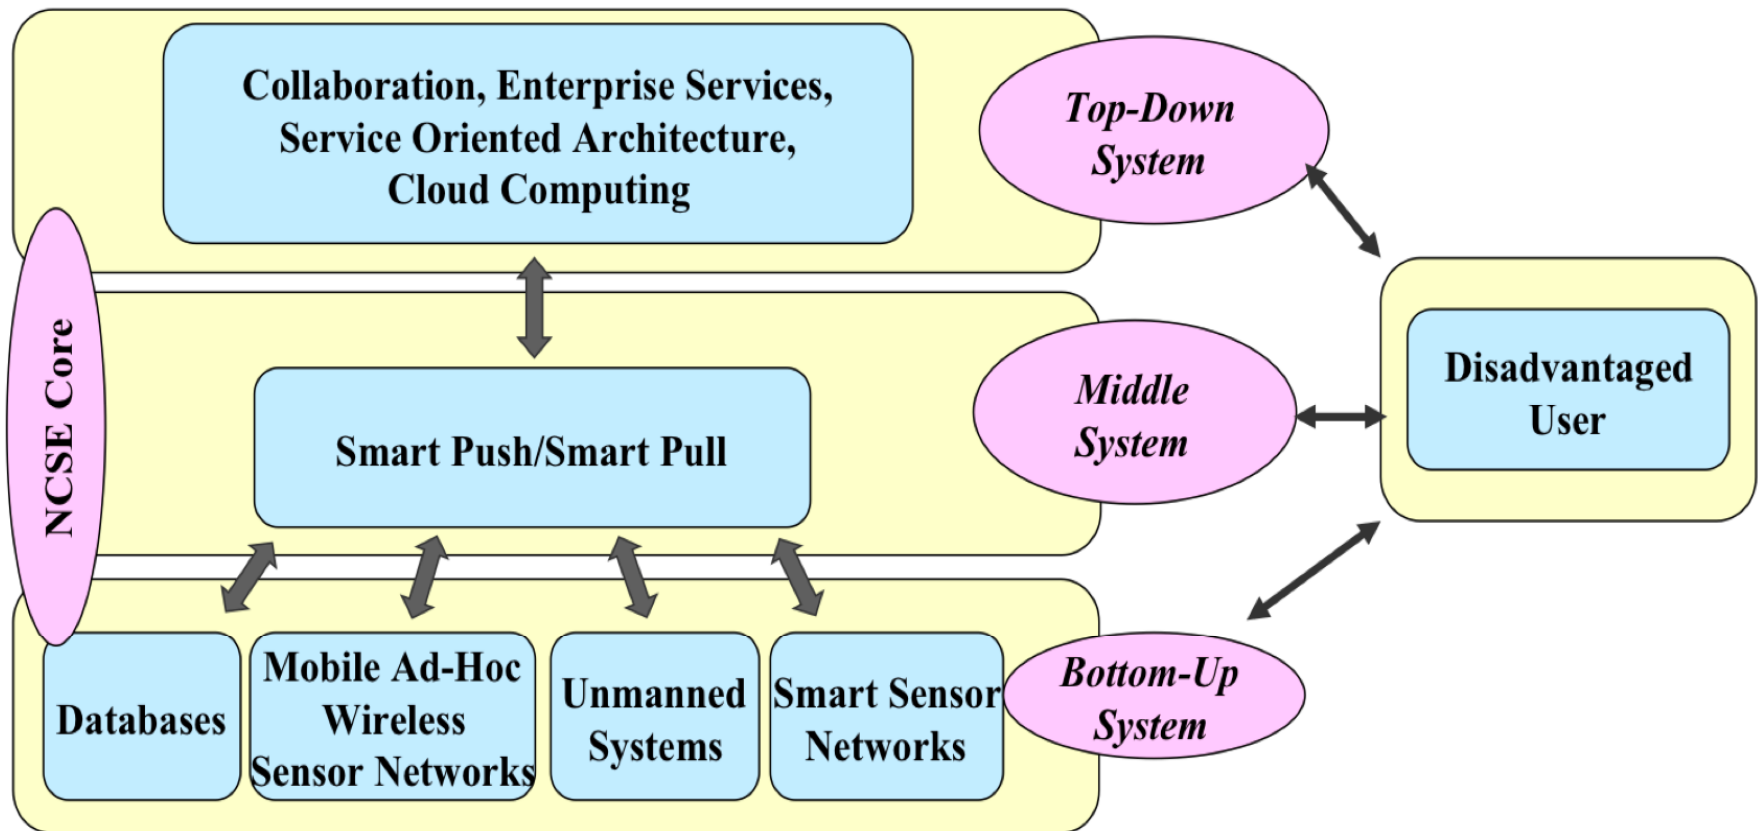 Collaboration, Enterprise Services,
Service Oriented Architecture,
Cloud Computing
Top-Down
System
NCSE Core
Smart Push/Smart Pull
Middle
System
Disadvantaged
User
Databases
Mobile Ad-Hoc
Wireless
Sensor Networks
Unmanned
Systems
Smart Sensor
Networks
Bottom-Up
System